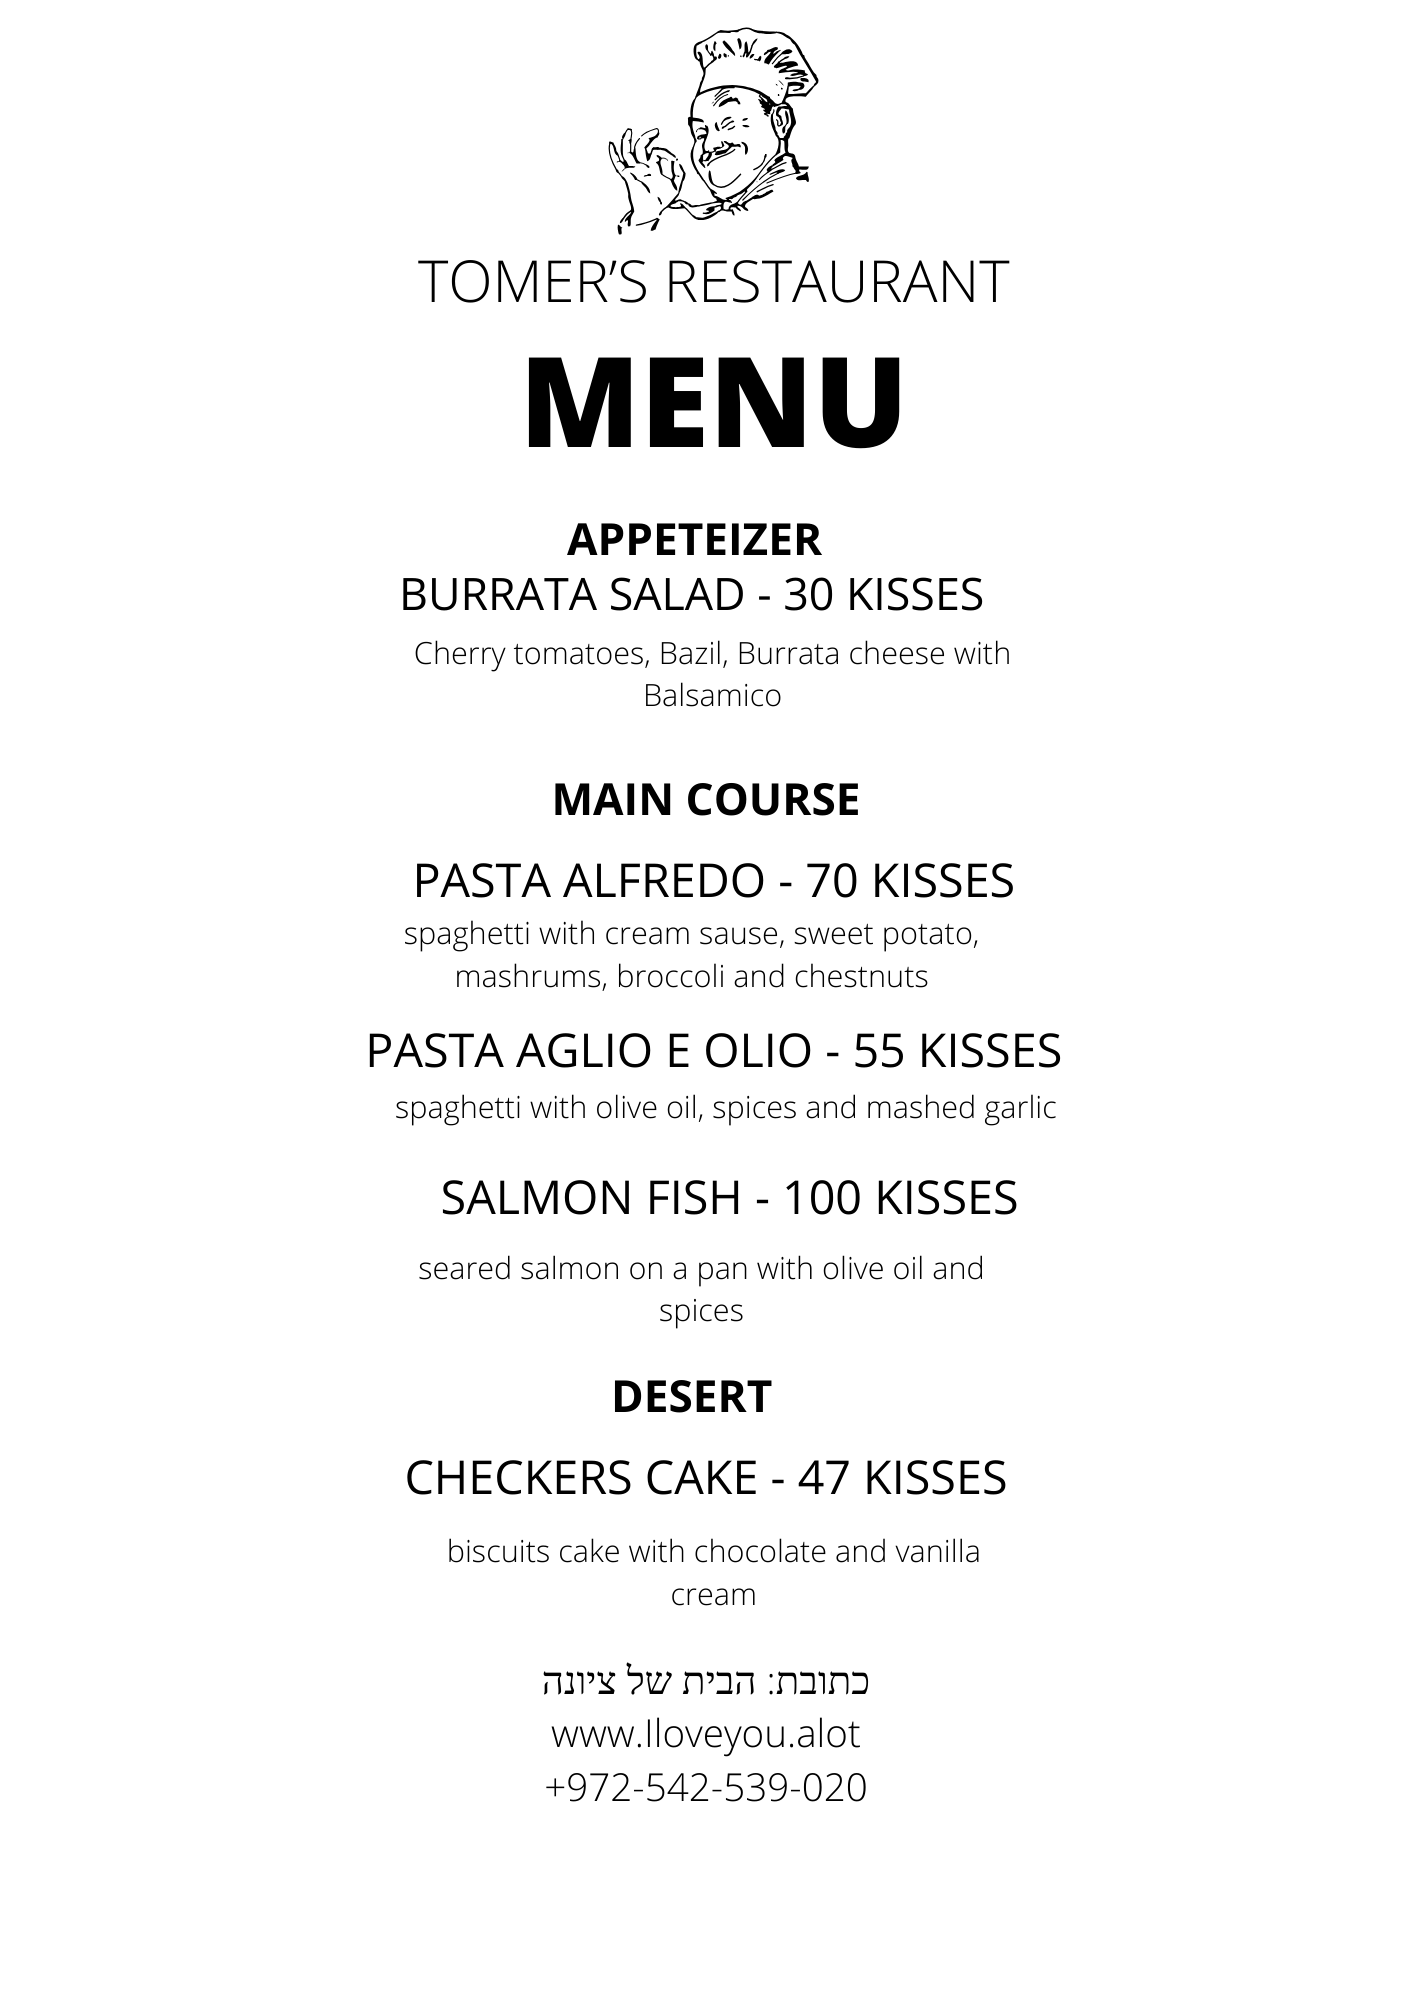 TOMER’S RESTAURANT
MENU
APPETEIZER
BURRATA SALAD - 30 KISSES
Cherry tomatoes, Bazil, Burrata cheese with
Balsamico
MAIN COURSE
PASTA ALFREDO - 70 KISSES
spaghetti with cream sause, sweet potato,
mashrums, broccoli and chestnuts
PASTA AGLIO E OLIO - 55 KISSES
spaghetti with olive oil, spices and mashed garlic
SALMON FISH - 100 KISSES
seared salmon on a pan with olive oil and
spices
DESERT
CHECKERS CAKE - 47 KISSES
biscuits cake with chocolate and vanilla
cream
כתובת: הבית של ציונה
www.Iloveyou.alot
+972-542-539-020